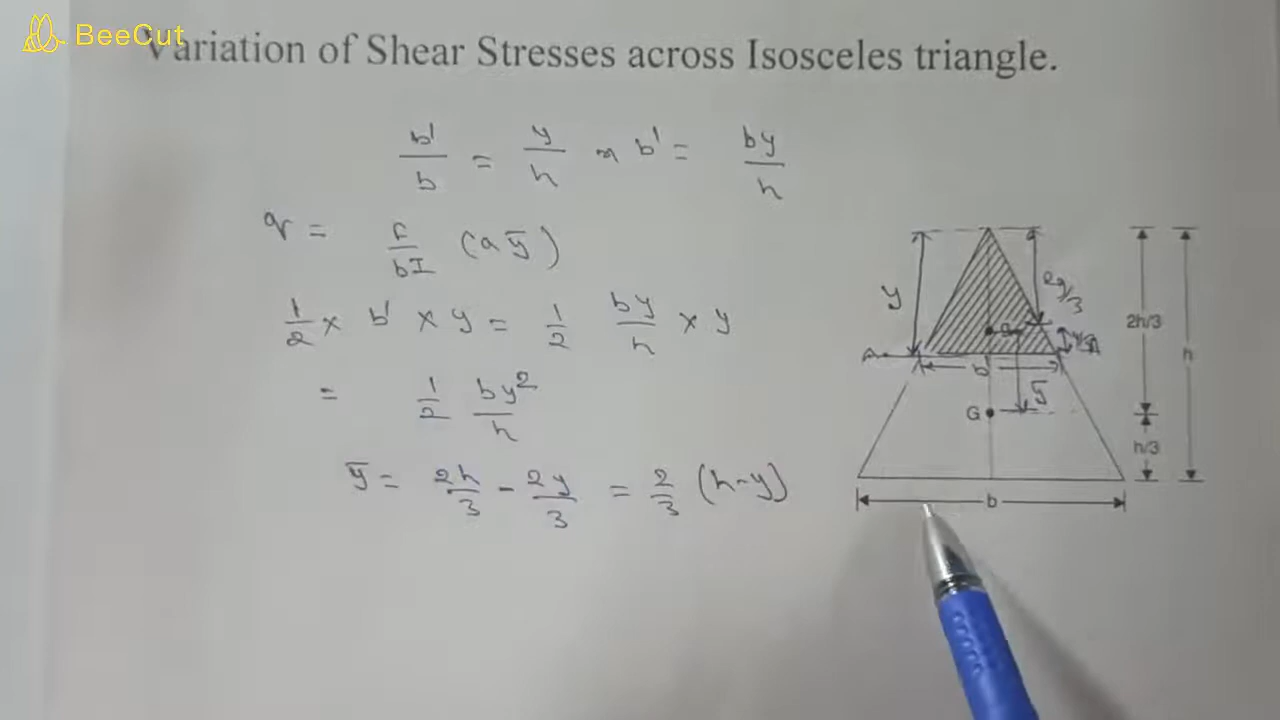 BeeCut
Variation of Shear Stresses across Isosceles triangle.
b'/b = y/h ⇒ b' = by/h
q = F/bI (aȳ)
1/2 × b' × y = 1/2 by/h × y
= 1/2 by²/h
ȳ = 2h/3 - 2y/3 = 2/3 (h-y)
y
2y/3
2h/3
h
A
b'
ȳ
G
h/3
b